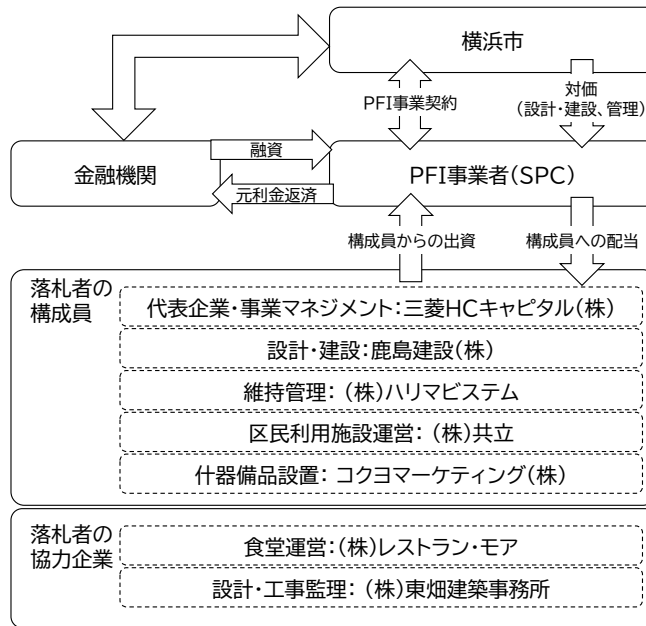 横浜市
PFI事業契約
対価
(設計・建設、管理)
金融機関
融資
元利金返済
PFI事業者(SPC)
構成員からの出資
構成員への配当
落札者の
構成員
代表企業・事業マネジメント:三菱HCキャピタル(株)
設計・建設:鹿島建設(株)
維持管理: (株)ハリマビステム
区民利用施設運営: (株)共立
什器備品設置: コクヨマーケティング(株)
落札者の
協力企業
食堂運営:(株)レストラン・モア
設計・工事監理: (株)東畑建築事務所